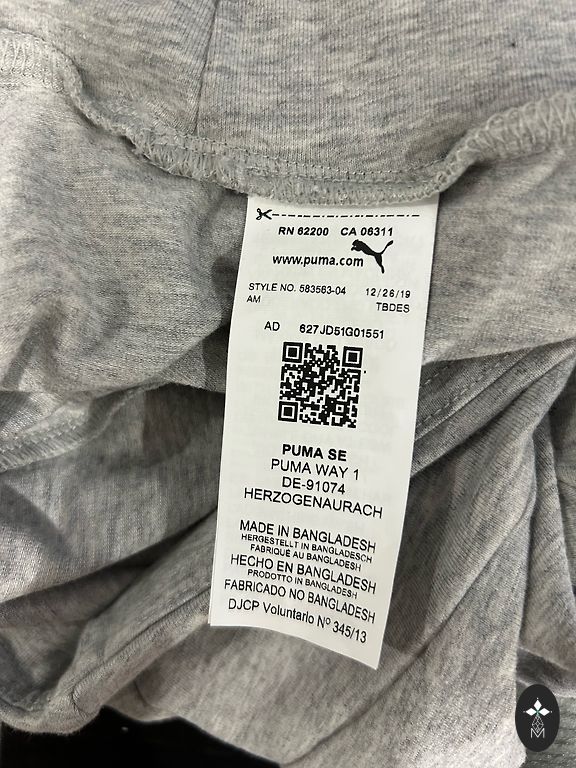 RN 62200 CA 06311
www.puma.com
STYLE NO. 583563-04 12/26/19
AM TBDES
AD 627JD51G01551
PUMA SE
PUMA WAY 1
DE-91074
HERZOGENAURACH
MADE IN BANGLADESH
HERGESTELLT IN BANGLADESCH
FABRIQUÉ AU BANGLADESH
HECHO EN BANGLADESH
PRODOTTO IN BANGLADESH
FABRICADO NO BANGLADESH
DJCP Voluntario Nº 345/13
M